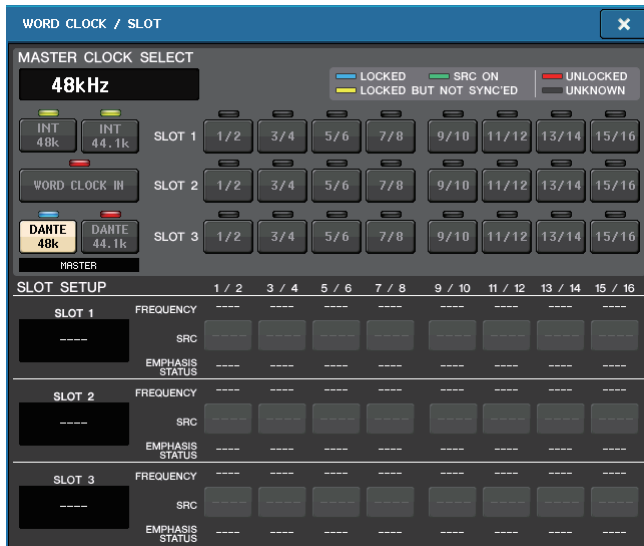 WORD CLOCK / SLOT
MASTER CLOCK SELECT
48kHz
LOCKED SRC ON UNLOCKED
LOCKED BUT NOT SYNC'ED UNKNOWN
INT 48k INT 44.1k SLOT 1 1/2 3/4 5/6 7/8 9/10 11/12 13/14 15/16
WORD CLOCK IN SLOT 2 1/2 3/4 5/6 7/8 9/10 11/12 13/14 15/16
DANTE 48k DANTE 44.1k SLOT 3 1/2 3/4 5/6 7/8 9/10 11/12 13/14 15/16
MASTER
SLOT SETUP 1 / 2 3 / 4 5 / 6 7 / 8 9 / 10 11 / 12 13 / 14 15 / 16
SLOT 1 FREQUENCY ---- ---- ---- ---- ---- ---- ---- ----
---- SRC ---- ---- ---- ---- ---- ---- ---- ----
EMPHASIS STATUS ---- ---- ---- ---- ---- ---- ---- ----
SLOT 2 FREQUENCY ---- ---- ---- ---- ---- ---- ---- ----
---- SRC ---- ---- ---- ---- ---- ---- ---- ----
EMPHASIS STATUS ---- ---- ---- ---- ---- ---- ---- ----
SLOT 3 FREQUENCY ---- ---- ---- ---- ---- ---- ---- ----
---- SRC ---- ---- ---- ---- ---- ---- ---- ----
EMPHASIS STATUS ---- ---- ---- ---- ---- ---- ---- ----